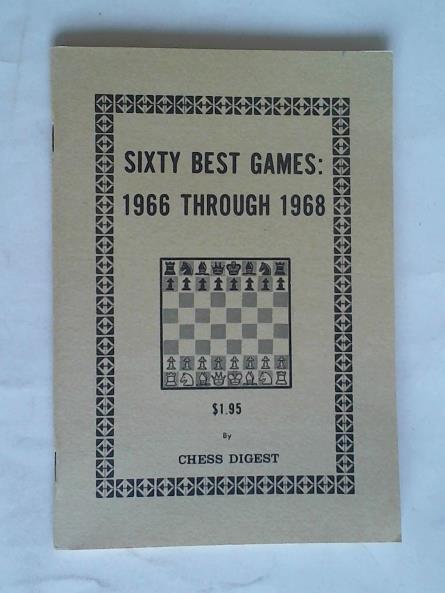 SIXTY BEST GAMES:
1966 THROUGH 1968
$1.95
By
CHESS DIGEST